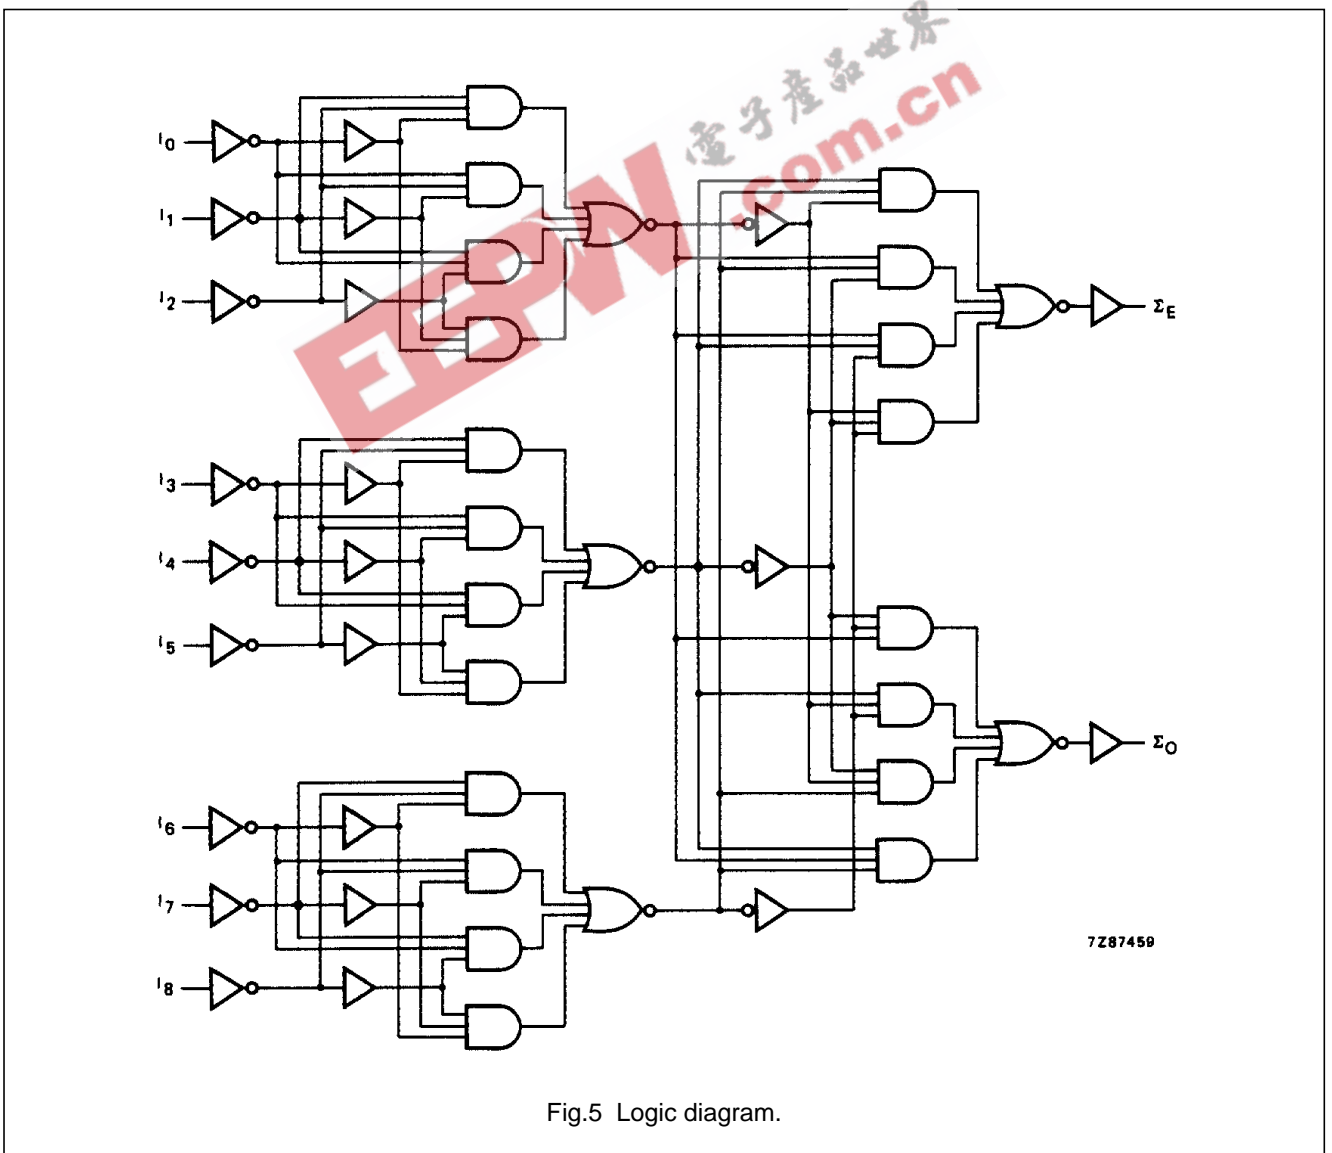 電子產品世界
EEPW
.com.cn
I0
I1
I2
ΣE
I3
I4
I5
ΣO
I6
I7
I8
7Z87459
Fig.5 Logic diagram.